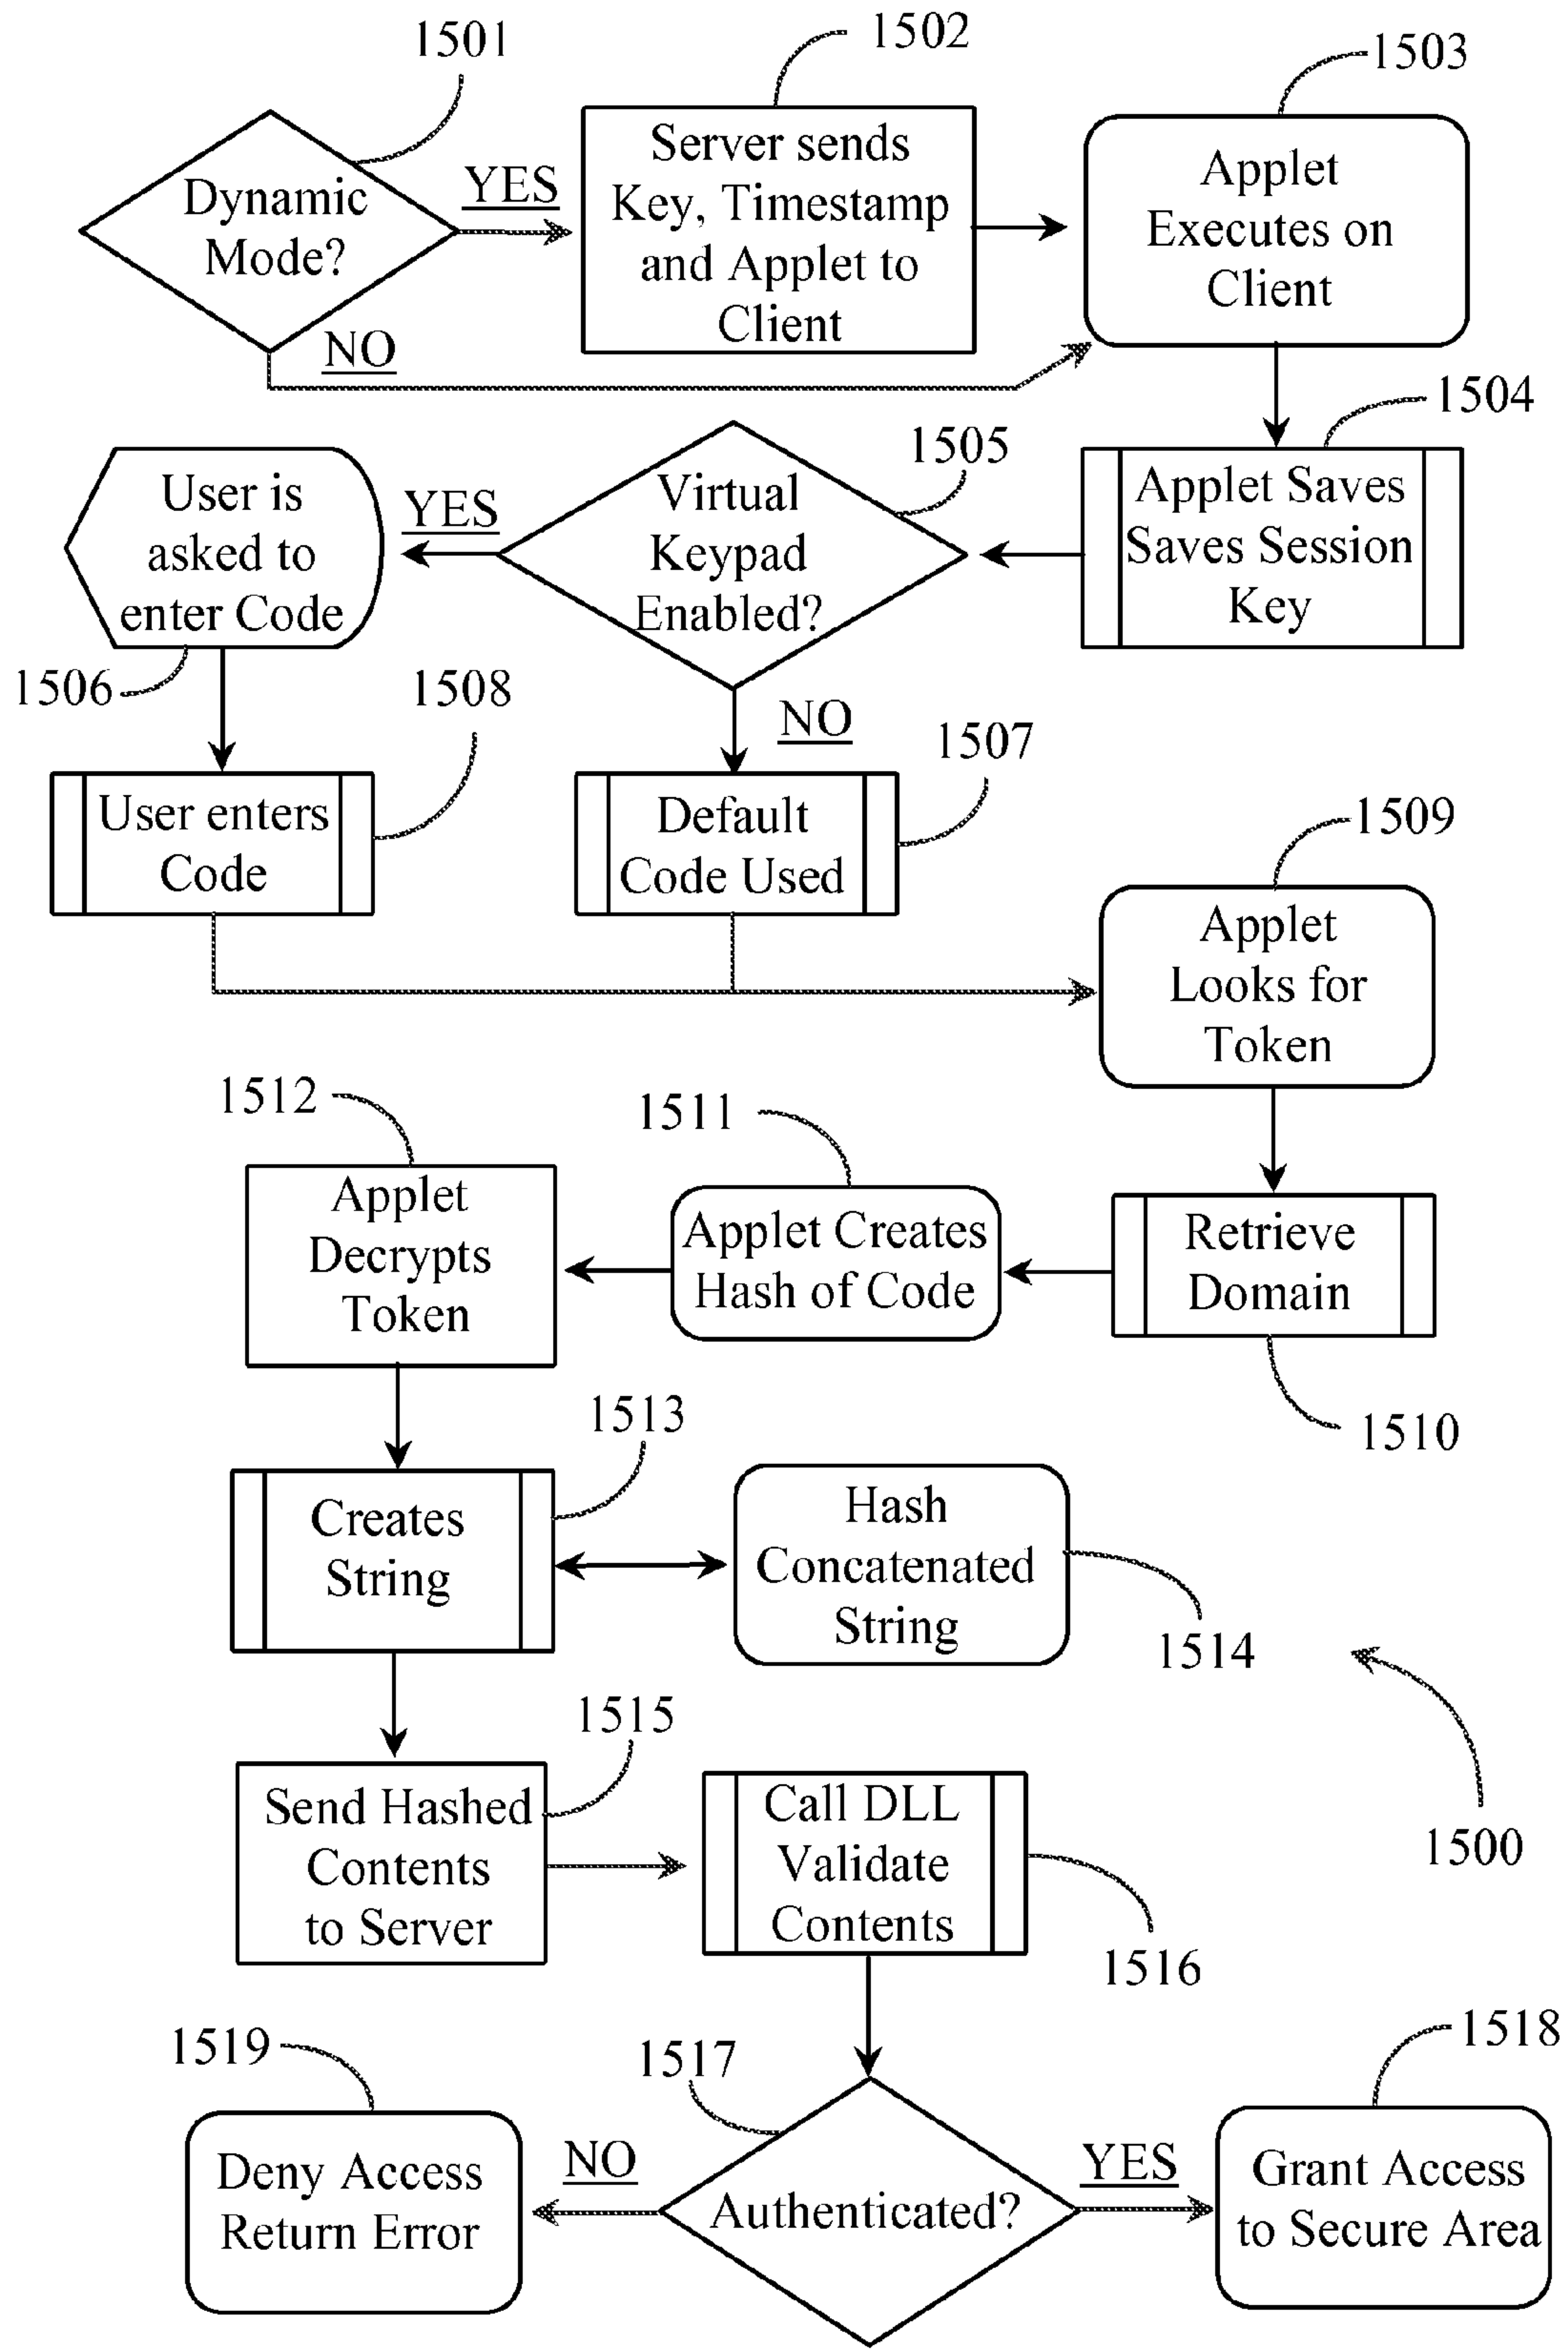 1501
1502
1503
Dynamic
Mode?
YES
NO
Server sends
Key, Timestamp
and Applet to
Client
Applet
Executes on
Client
1504
1505
User is
asked to
enter Code
YES
Virtual
Keypad
Enabled?
Applet Saves
Saves Session
Key
1506
1508
NO
1507
User enters
Code
Default
Code Used
1509
Applet
Looks for
Token
1512
1511
Applet
Decrypts
Token
Applet Creates
Hash of Code
Retrieve
Domain
1510
1513
Creates
String
Hash
Concatenated
String
1514
1515
Send Hashed
Contents
to Server
Call DLL
Validate
Contents
1500
1516
1519
1517
1518
Deny Access
Return Error
NO
Authenticated?
YES
Grant Access
to Secure Area